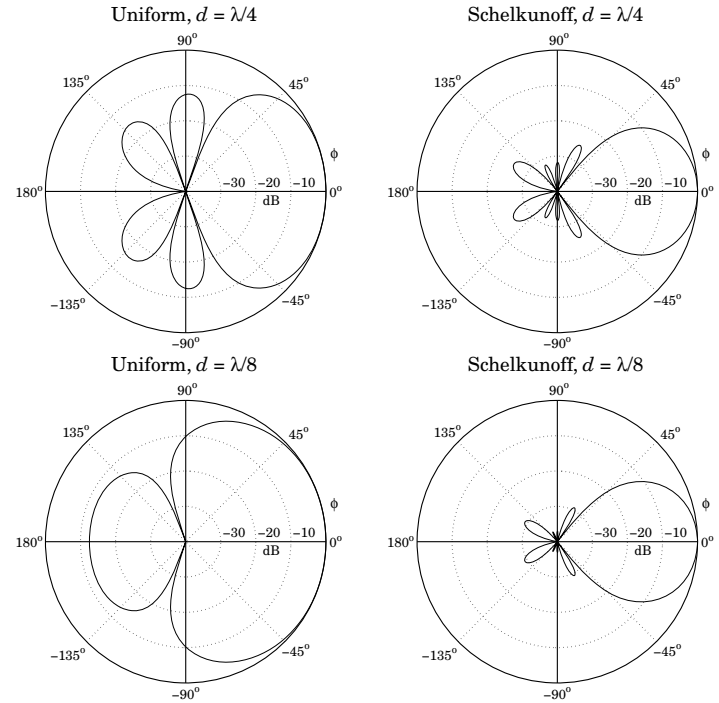 Uniform, d = λ/4
90°
135°
45°
ϕ
180°
−30 −20 −10
0°
dB
−135°
−45°
−90°
Schelkunoff, d = λ/4
90°
135°
45°
ϕ
180°
−30 −20 −10
0°
dB
−135°
−45°
−90°
Uniform, d = λ/8
90°
135°
45°
ϕ
180°
−30 −20 −10
0°
dB
−135°
−45°
−90°
Schelkunoff, d = λ/8
90°
135°
45°
ϕ
180°
−30 −20 −10
0°
dB
−135°
−45°
−90°